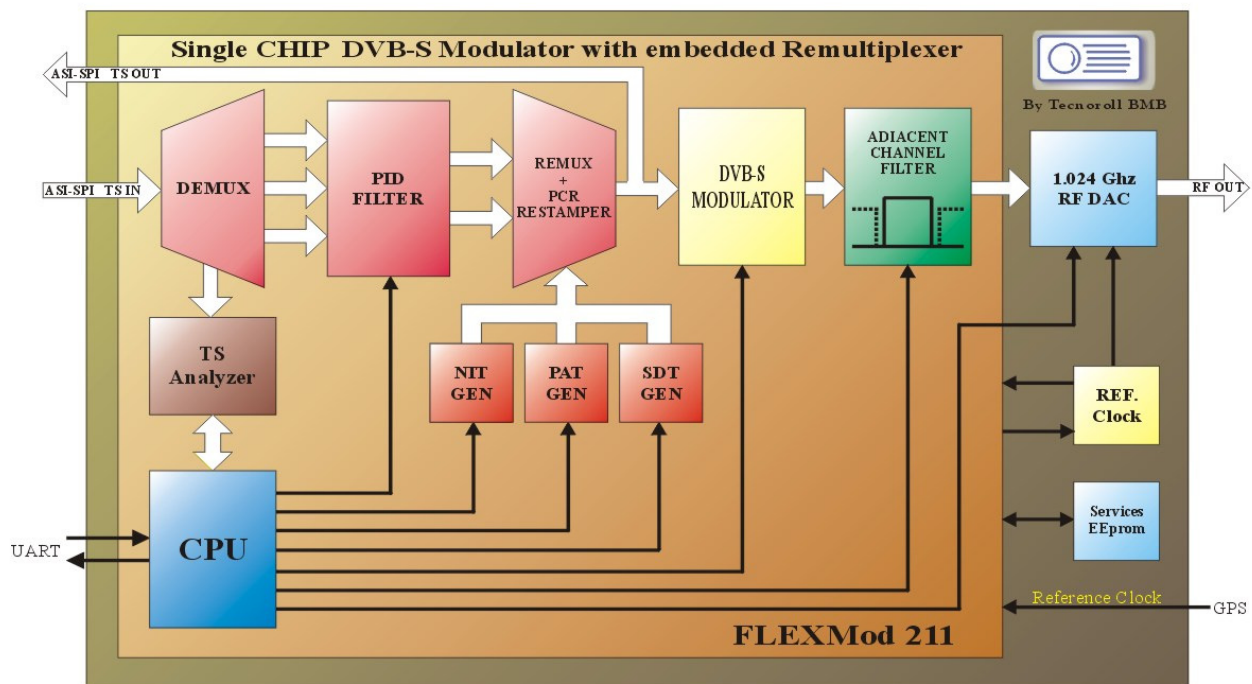 Single CHIP DVB-S Modulator with embedded Remultiplexer
ASI-SPI TS OUT
By Tecnoroll BMB
ASI-SPI TS IN
DEMUX
PID
FILTER
REMUX
+
PCR
RESTAMPER
DVB-S
MODULATOR
ADIACENT
CHANNEL
FILTER
1.024 Ghz
RF DAC
RF OUT
TS
Analyzer
NIT
GEN
PAT
GEN
SDT
GEN
REF.
Clock
CPU
UART
Services
EEprom
Reference Clock
GPS
FLEXMod 211